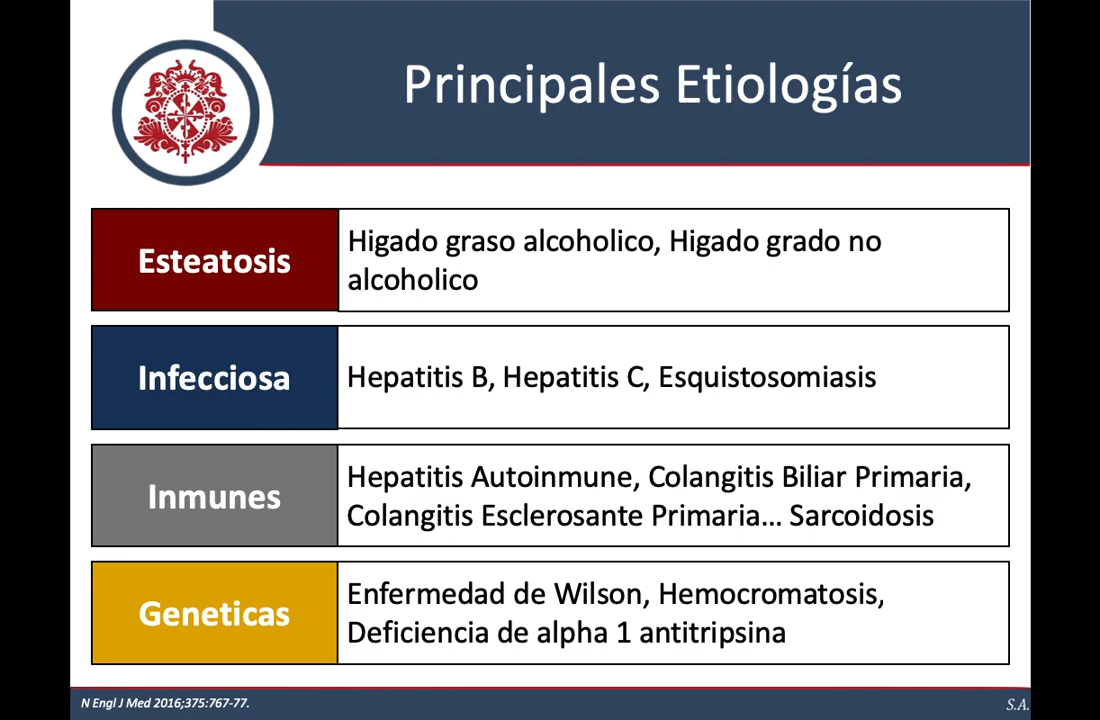 Principales Etiologías
Esteatosis
Higado graso alcoholico, Higado grado no
alcoholico
Infecciosa
Hepatitis B, Hepatitis C, Esquistosomiasis
Inmunes
Hepatitis Autoinmune, Colangitis Biliar Primaria,
Colangitis Esclerosante Primaria... Sarcoidosis
Geneticas
Enfermedad de Wilson, Hemocromatosis,
Deficiencia de alpha 1 antitripsina
N Engl J Med 2016;375:767-77.
S.A.